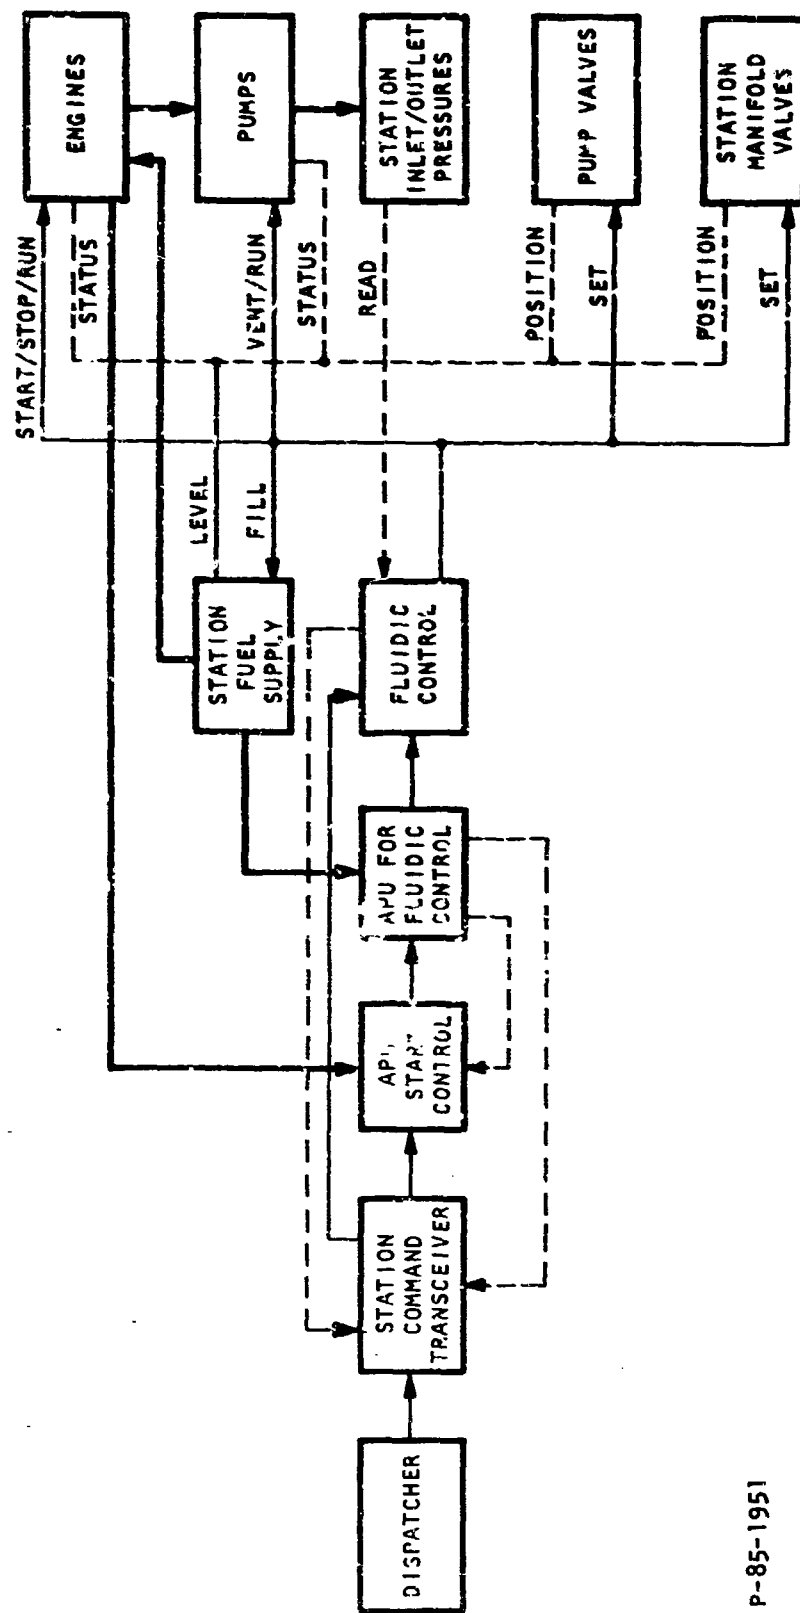 DISPATCHER
STATION
COMMAND
TRANSCEIVER
START
CONTROL
APU FOR
FLUIDIC
CONTROL
FLUIDIC
CONTROL
STATION
FUEL
SUPPLY
LEVEL
FILL
START/STOP/RUN
STATUS
VENT/RUN
STATUS
READ
POSITION
SET
POSITION
SET
ENGINES
PUMPS
STATION
INLET/OUTLET
PRESSURES
PUMP VALVES
STATION
MANIFOLD
VALVES
P-85-1951